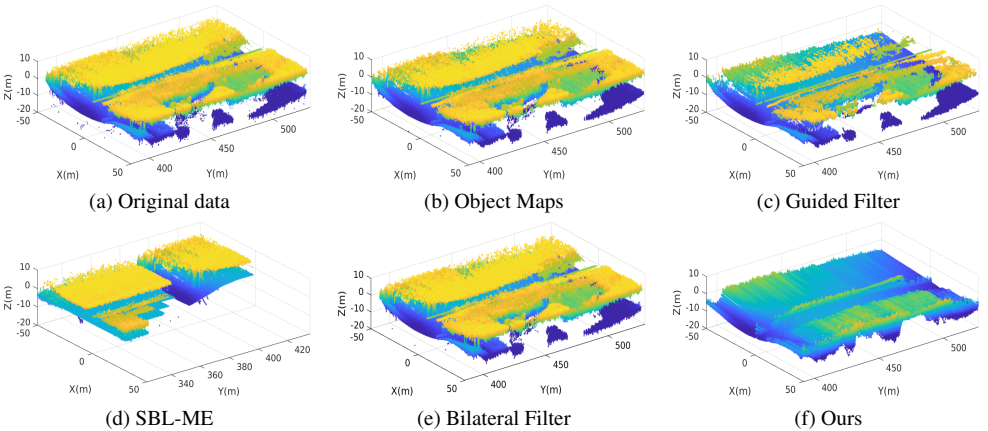 10
0
-10
-20
-50
Z(m)
0
X(m)
50
400
450
Y(m)
500
(a) Original data
10
0
-10
-20
-50
Z(m)
0
X(m)
50
400
450
Y(m)
500
(b) Object Maps
10
0
-10
-20
-50
Z(m)
0
X(m)
50
400
450
Y(m)
500
(c) Guided Filter
10
0
-10
-20
-50
Z(m)
0
X(m)
50
340
360
380
400
420
Y(m)
(d) SBL-ME
10
0
-10
-20
-50
Z(m)
0
X(m)
50
400
450
Y(m)
500
(e) Bilateral Filter
10
0
-10
-20
-50
Z(m)
0
X(m)
50
400
450
Y(m)
500
(f) Ours